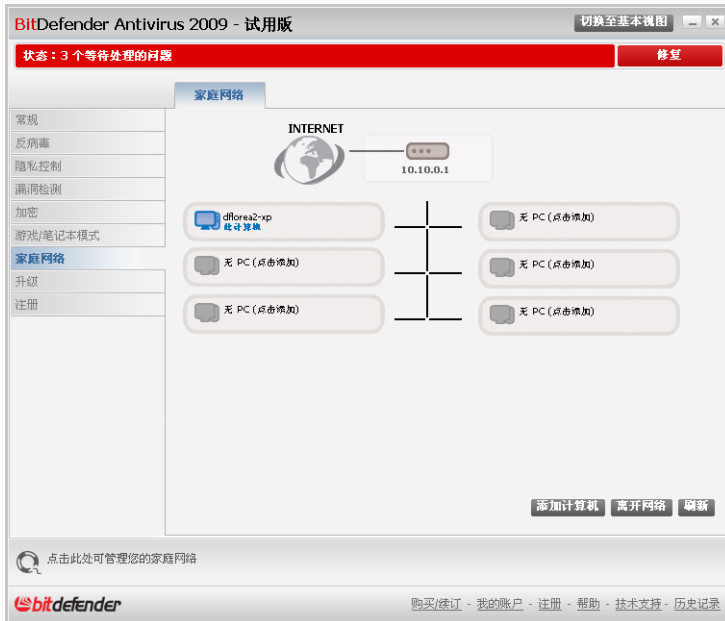 BitDefender Antivirus 2009 - 试用版
切换至基本视图
状态：3 个等待处理的问题
修复
家庭网络
常规
反病毒
隐私控制
漏洞检测
加密
游戏/笔记本模式
家庭网络
升级
注册
INTERNET
10.10.0.1
dflorea2-xp
此计算机
无 PC (点击添加)
无 PC (点击添加)
无 PC (点击添加)
无 PC (点击添加)
无 PC (点击添加)
添加计算机 离开网络 刷新
点击此处可管理您的家庭网络
bitdefender
购买/续订 - 我的账户 - 注册 - 帮助 - 技术支持 - 历史记录